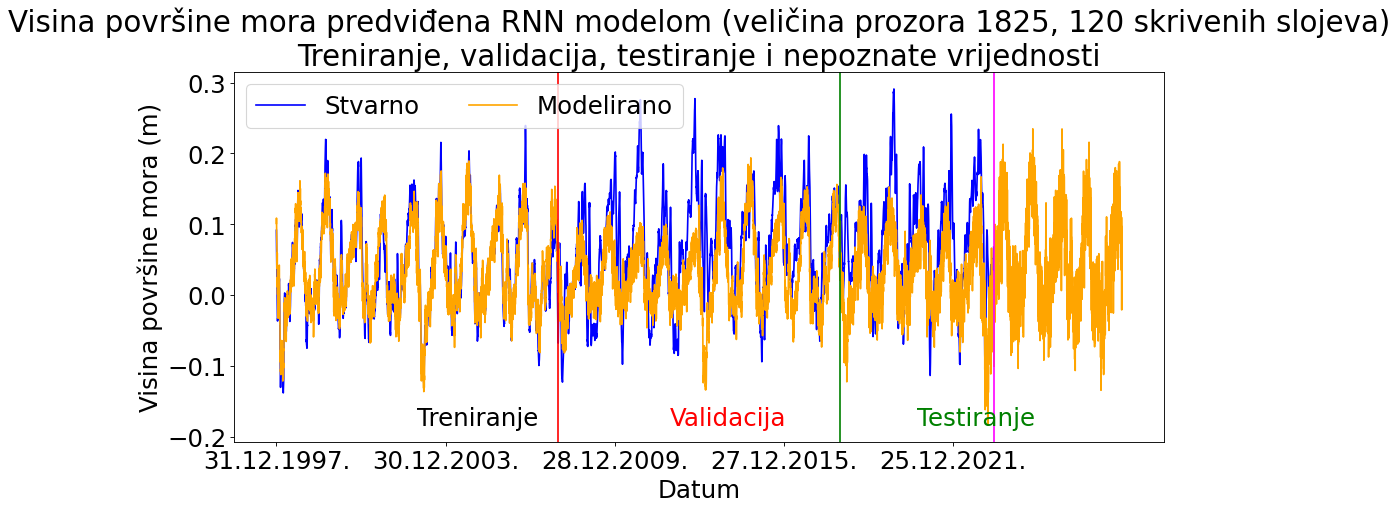 Visina površine mora predviđena RNN modelom (veličina prozora 1825, 120 skrivenih slojeva)
Treniranje, validacija, testiranje i nepoznate vrijednosti
Stvarno Modelirano
Visina površine mora (m)
0.3
0.2
0.1
0.0
−0.1
−0.2
Treniranje Validacija Testiranje
31.12.1997. 30.12.2003. 28.12.2009. 27.12.2015. 25.12.2021.
Datum